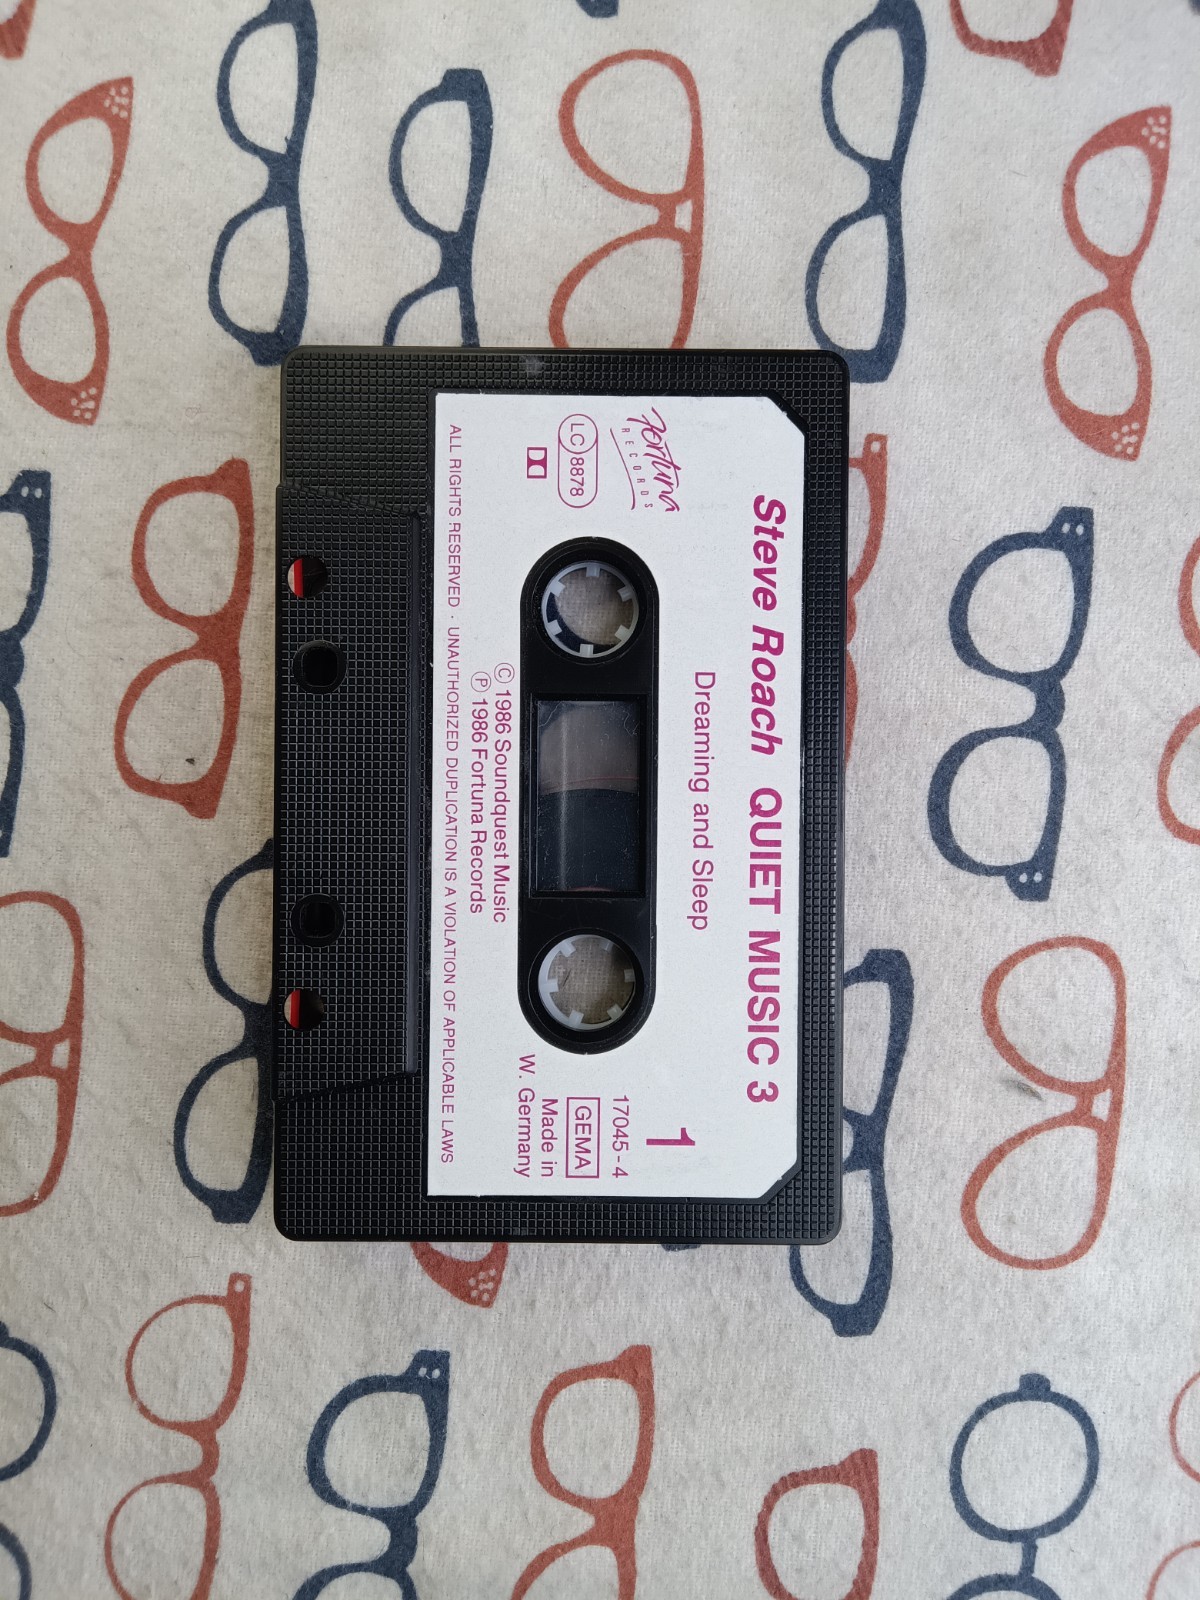 Steve Roach QUIET MUSIC 3
fortuna
RECORDS
Dreaming and Sleep
1
LC 8878
17045-4
GEMA
Made in
W. Germany
© 1986 Soundquest Music
℗ 1986 Fortuna Records
ALL RIGHTS RESERVED · UNAUTHORIZED DUPLICATION IS A VIOLATION OF APPLICABLE LAWS